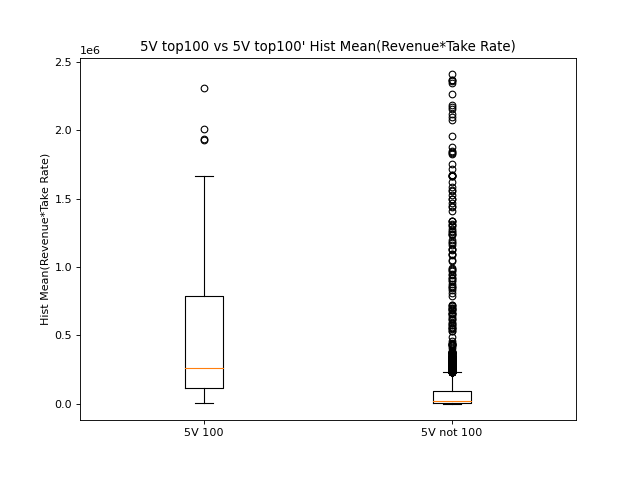 5V top100 vs 5V top100' Hist Mean(Revenue*Take Rate)
1e6
2.5
2.0
1.5
1.0
0.5
0.0
Hist Mean(Revenue*Take Rate)
5V 100
5V not 100